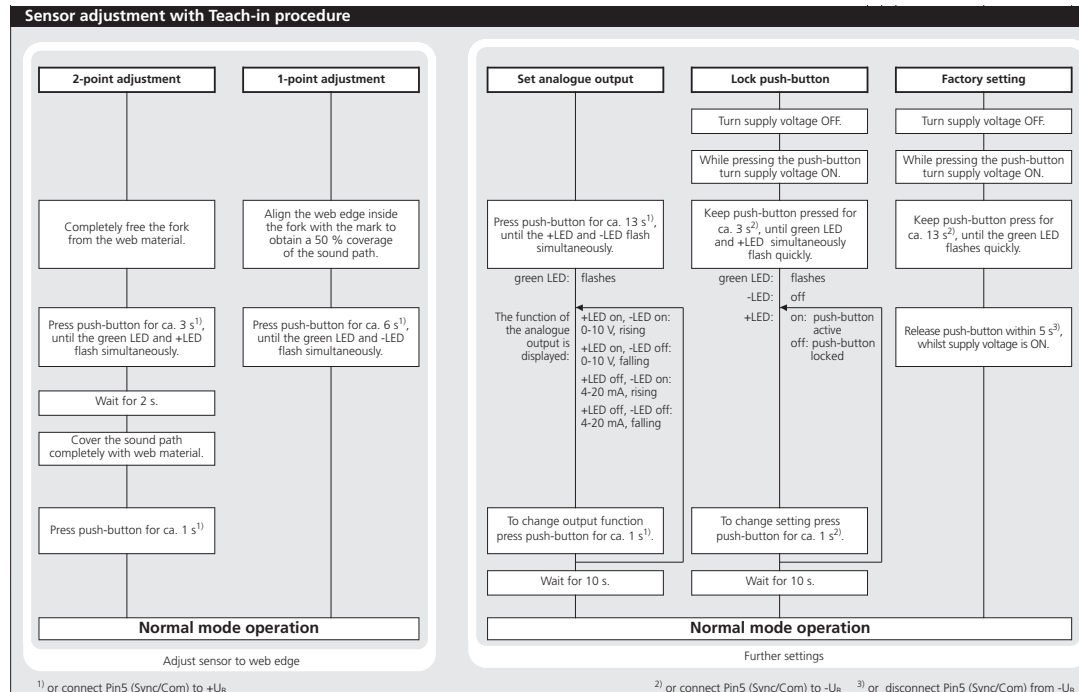 Sensor adjustment with Teach-in procedure
2-point adjustment
Completely free the fork
from the web material.
Press push-button for ca. 3 s1),
until the green LED and +LED
flash simultaneously.
Wait for 2 s.
Cover the sound path
completely with web material.
Press push-button for ca. 1 s1)
1-point adjustment
Align the web edge inside
the fork with the mark to
obtain a 50 % coverage
of the sound path.
Press push-button for ca. 6 s1),
until the green LED and -LED
flash simultaneously.
Normal mode operation
Adjust sensor to web edge
Set analogue output
Press push-button for ca. 13 s1),
until the +LED and -LED flash
simultaneously.
green LED: flashes
The function of
the analogue
output is
displayed:
+LED on, -LED on:
0-10 V, rising
+LED on, -LED off:
0-10 V, falling
+LED off, -LED on:
4-20 mA, rising
+LED off, -LED off:
4-20 mA, falling
To change output function
press push-button for ca. 1 s1).
Wait for 10 s.
Lock push-button
Turn supply voltage OFF.
While pressing the push-button
turn supply voltage ON.
Keep push-button pressed for
ca. 3 s2), until green LED
and +LED simultaneously
flash quickly.
green LED: flashes
-LED: off
+LED: on: push-button
active
off: push-button
locked
To change setting press
push-button for ca. 1 s2).
Wait for 10 s.
Factory setting
Turn supply voltage OFF.
While pressing the push-button
turn supply voltage ON.
Keep push-button press for
ca. 13 s2), until the green LED
flashes quickly.
Release push-button within 5 s3),
whilst supply voltage is ON.
Normal mode operation
Further settings
1) or connect Pin5 (Sync/Com) to +UB
2) or connect Pin5 (Sync/Com) to -UB 3) or disconnect Pin5 (Sync/Com) from -UB